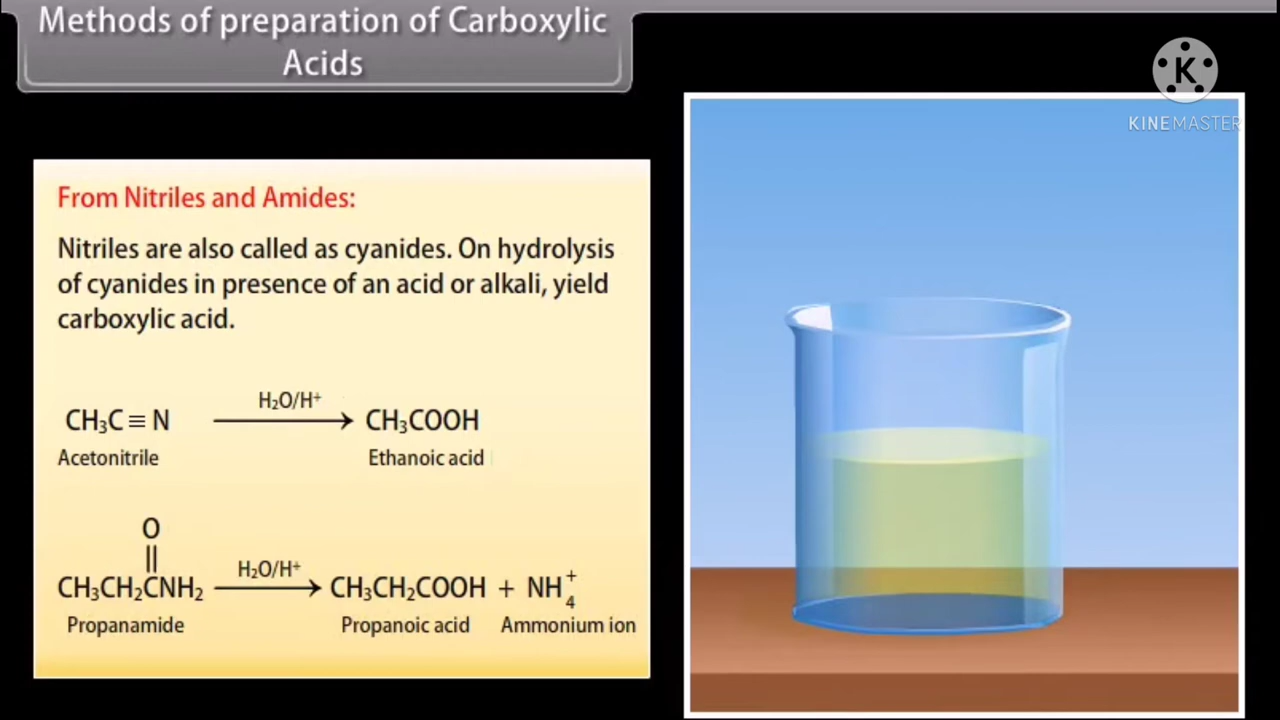 Methods of preparation of Carboxylic
Acids
K
KINEMASTER
From Nitriles and Amides:
Nitriles are also called as cyanides. On hydrolysis
of cyanides in presence of an acid or alkali, yield
carboxylic acid.
H₂O/H⁺
CH₃C≡N → CH₃COOH
Acetonitrile Ethanoic acid
O
||
H₂O/H⁺
CH₃CH₂CNH₂ → CH₃CH₂COOH + NH₄⁺
Propanamide Propanoic acid Ammonium ion